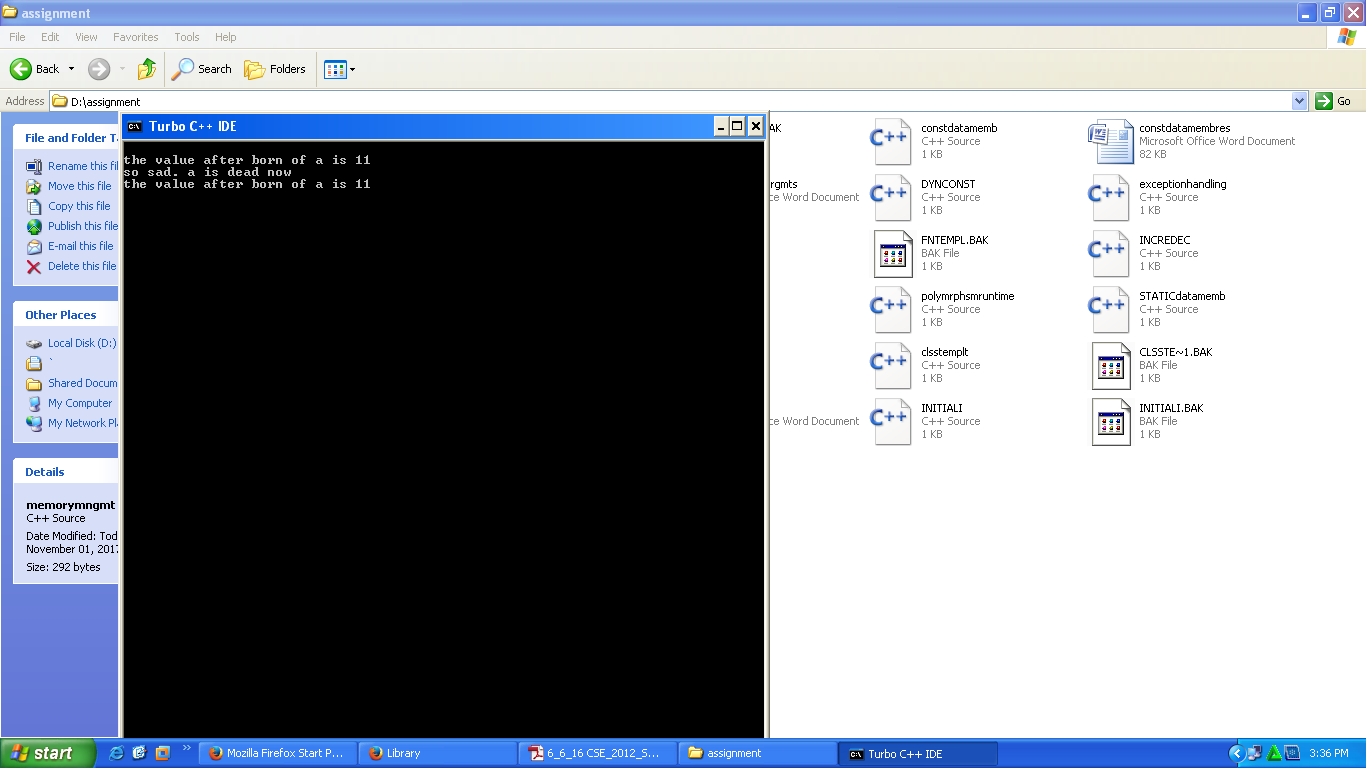 assignment
File Edit View Favorites Tools Help
Back Search Folders
Address D:\assignment Go
File and Folder T
Rename this fil
Move this file
Copy this file
Publish this file
E-mail this file
Delete this file
Other Places
Local Disk (D:)
`
Shared Docum
My Computer
My Network Pl
Details
memorymngmt
C++ Source
Date Modified: Tod
November 01, 2017
Size: 292 bytes
C:\ Turbo C++ IDE
the value after born of a is 11
so sad. a is dead now
the value after born of a is 11
AK
rgmts
ce Word Document
ce Word Document
C++ constdatamemb
C++ Source
1 KB
constdatamembres
Microsoft Office Word Document
82 KB
C++ DYNCONST
C++ Source
1 KB
C++ exceptionhandling
C++ Source
1 KB
FNTEMPL.BAK
BAK File
1 KB
C++ INCREDEC
C++ Source
1 KB
C++ polymrphsmruntime
C++ Source
1 KB
C++ STATICdatamemb
C++ Source
1 KB
C++ clsstemplt
C++ Source
1 KB
CLSSTE~1.BAK
BAK File
1 KB
C++ INITIALI
C++ Source
1 KB
INITIALI.BAK
BAK File
1 KB
start » Mozilla Firefox Start P... Library 6_6_16 CSE_2012_S... assignment C:\ Turbo C++ IDE 3:36 PM